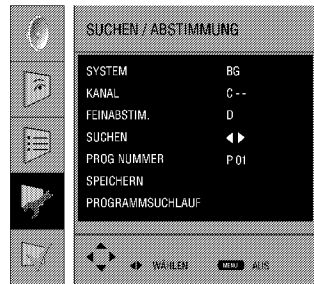 SUCHEN / ABSTIMMUNG
SYSTEM BG
KANAL C - -
FEINABSTIM. D
SUCHEN
PROG NUMMER P 01
SPEICHERN
PROGRAMMSUCHLAUF
WÄHLEN MENU AUS